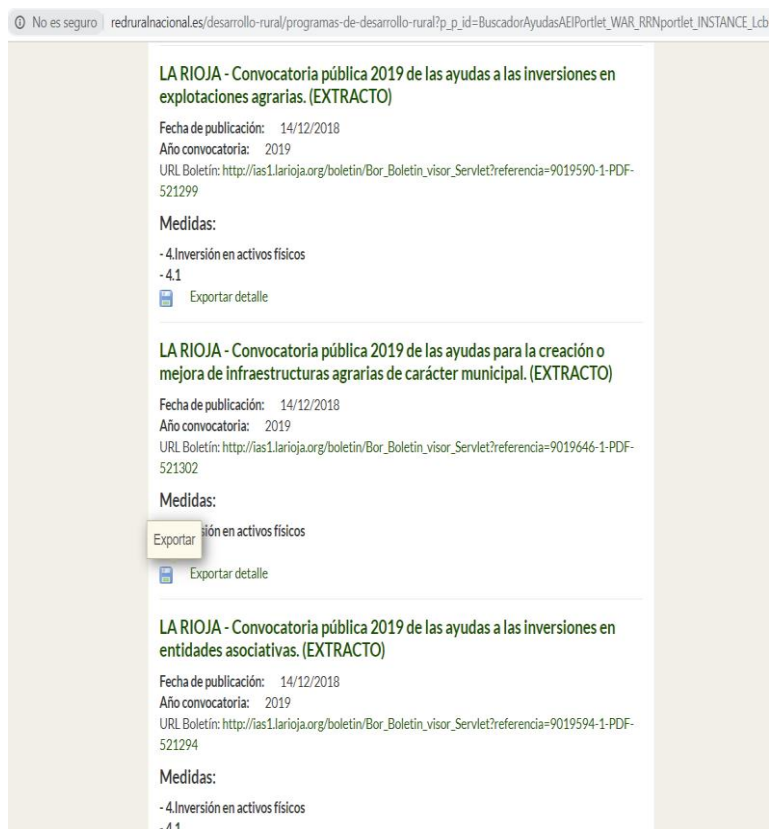 No es seguro redruralnacional.es/desarrollo-rural/programas-de-desarrollo-rural?p_p_id=BuscadorAyudasAEIPortlet_WAR_RRNportlet_INSTANCE_Lcb
LA RIOJA - Convocatoria pública 2019 de las ayudas a las inversiones en
explotaciones agrarias. (EXTRACTO)
Fecha de publicación: 14/12/2018
Año convocatoria: 2019
URL Boletín: http://ias1.larioja.org/boletin/Bor_Boletin_visor_Servlet?referencia=9019590-1-PDF-
521299
Medidas:
- 4.Inversión en activos físicos
- 4.1
Exportar detalle
LA RIOJA - Convocatoria pública 2019 de las ayudas para la creación o
mejora de infraestructuras agrarias de carácter municipal. (EXTRACTO)
Fecha de publicación: 14/12/2018
Año convocatoria: 2019
URL Boletín: http://ias1.larioja.org/boletin/Bor_Boletin_visor_Servlet?referencia=9019646-1-PDF-
521302
Medidas:
Exportar sión en activos físicos
Exportar detalle
LA RIOJA - Convocatoria pública 2019 de las ayudas a las inversiones en
entidades asociativas. (EXTRACTO)
Fecha de publicación: 14/12/2018
Año convocatoria: 2019
URL Boletín: http://ias1.larioja.org/boletin/Bor_Boletin_visor_Servlet?referencia=9019594-1-PDF-
521294
Medidas:
- 4.Inversión en activos físicos
- 4.1